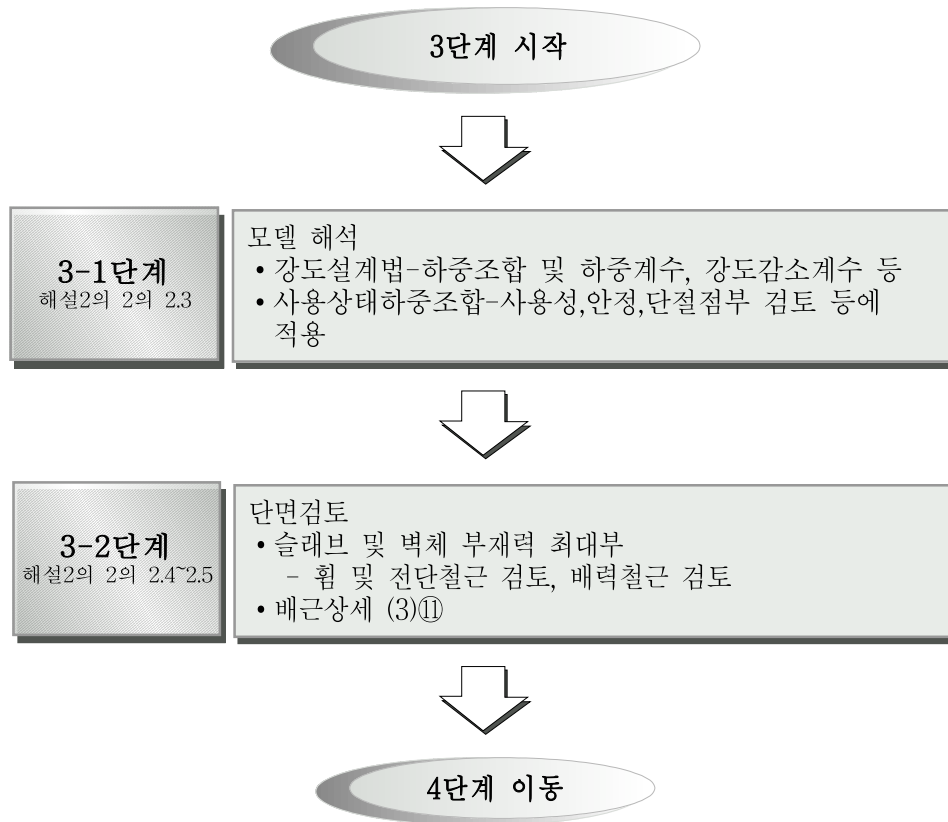 3단계 시작
3-1단계
해설2의 2의 2.3
모델 해석
• 강도설계법-하중조합 및 하중계수, 강도감소계수 등
• 사용상태하중조합-사용성,안정,단절점부 검토 등에
적용
3-2단계
해설2의 2의 2.4~2.5
단면검토
• 슬래브 및 벽체 부재력 최대부
- 휨 및 전단철근 검토, 배력철근 검토
• 배근상세 (3)⑪
4단계 이동